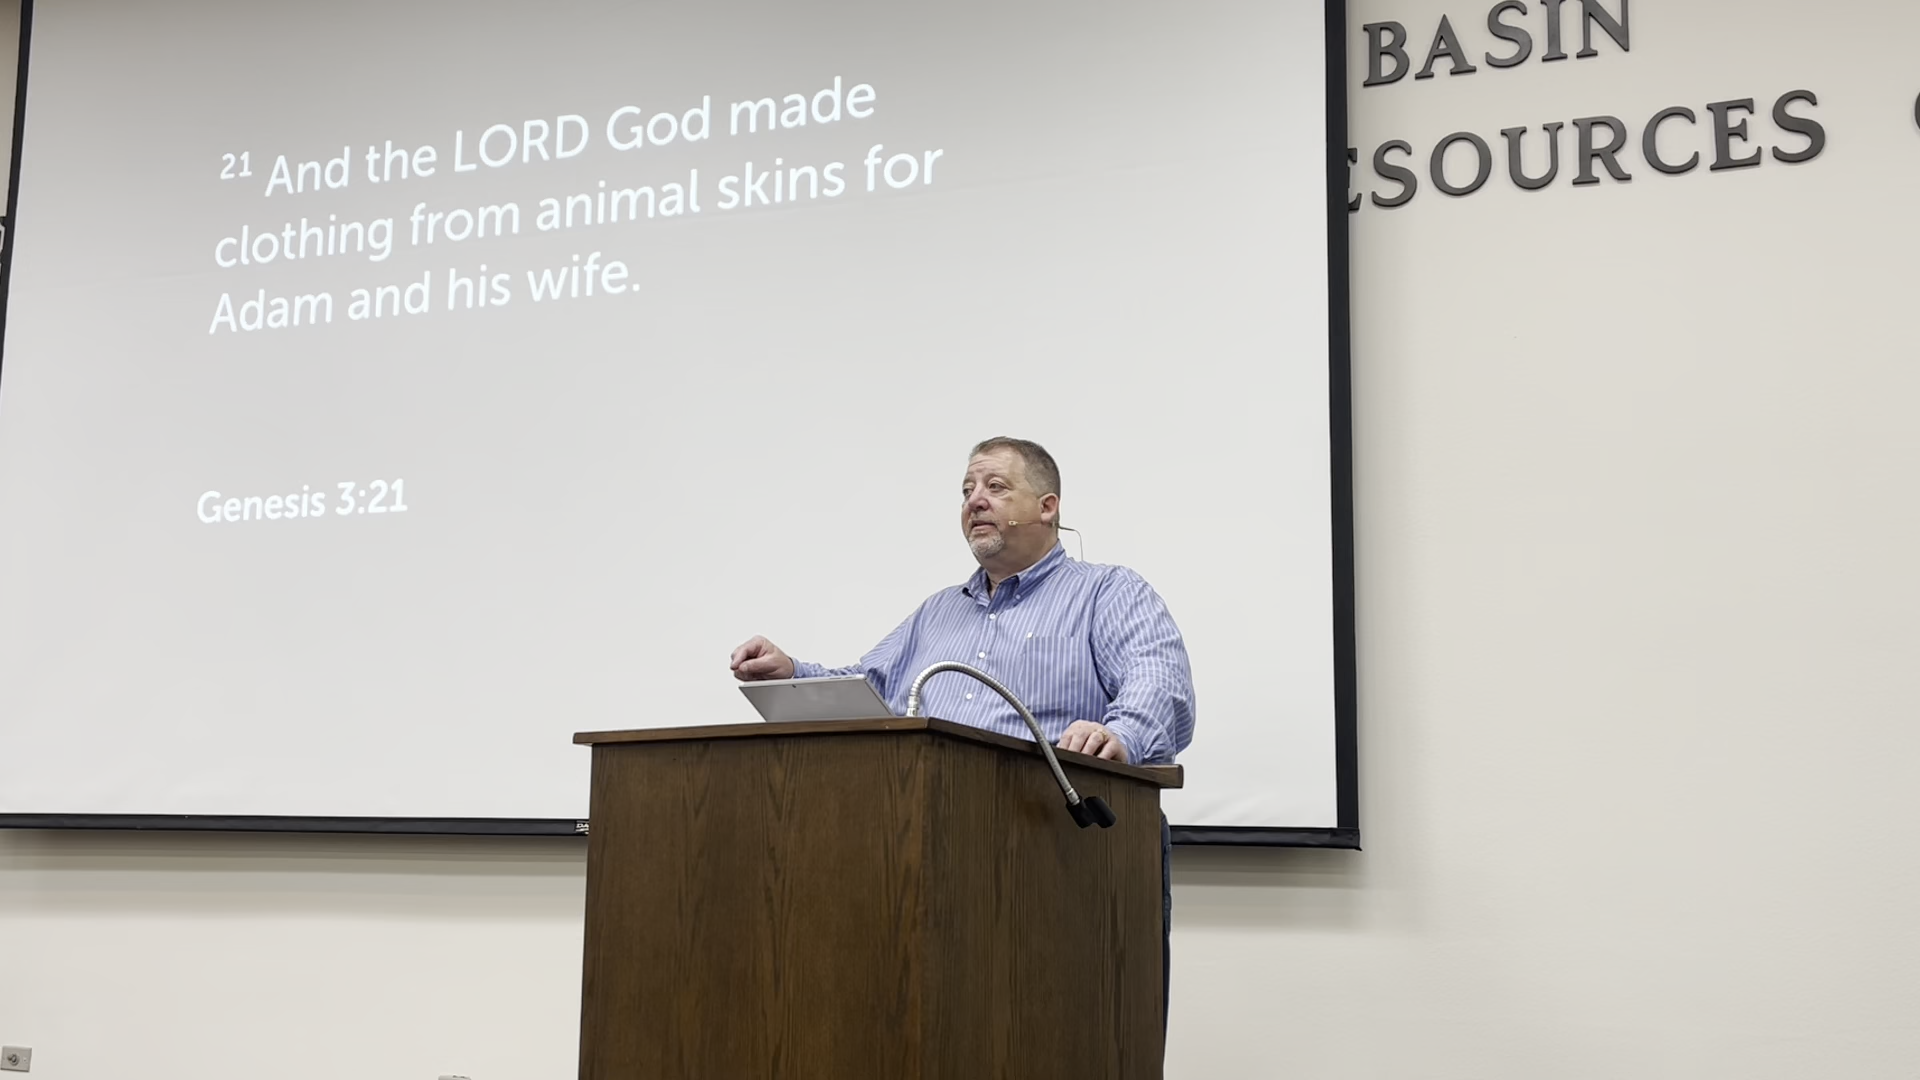 21 And the LORD God made
clothing from animal skins for
Adam and his wife.
Genesis 3:21
BASIN
ESOURCES